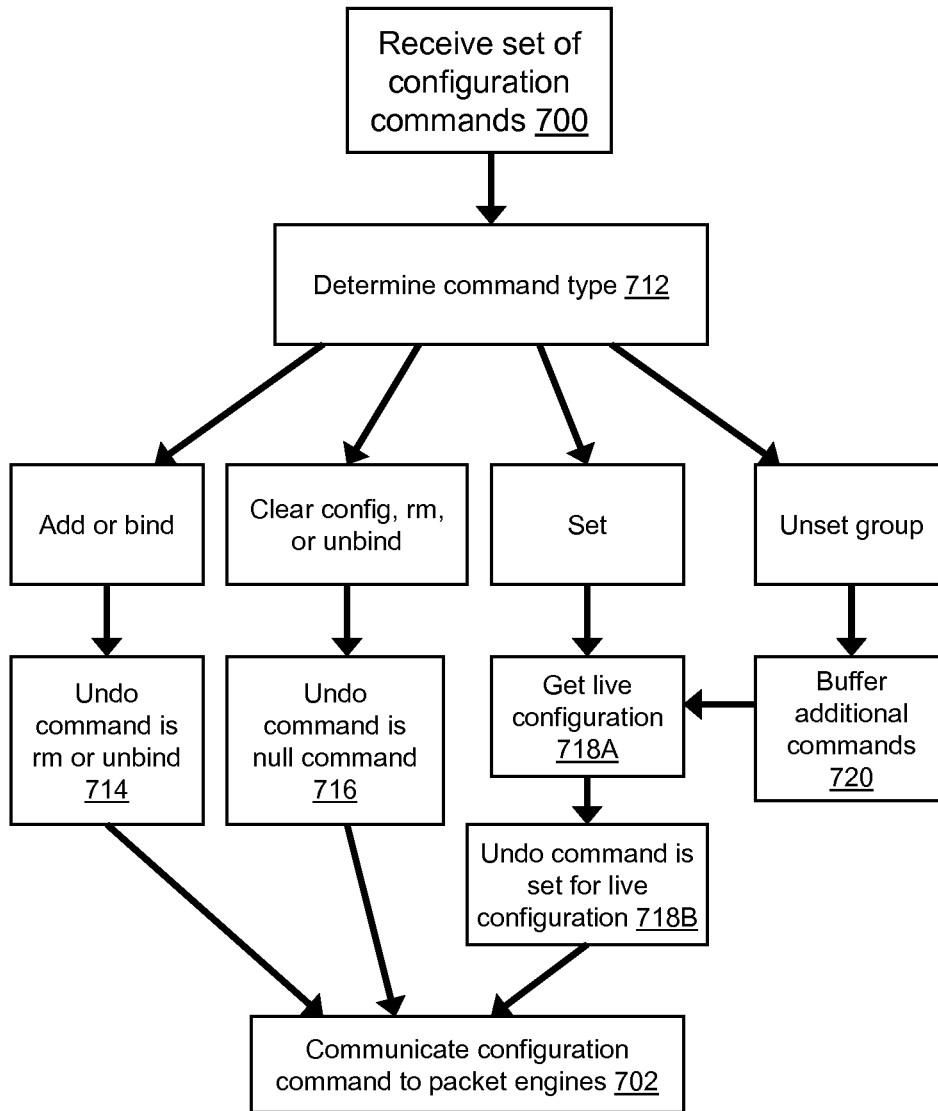 Receive set of
configuration
commands 700
Determine command type 712
Add or bind
Clear config, rm,
or unbind
Set
Unset group
Undo
command is
rm or unbind
714
Undo
command is
null command
716
Get live
configuration
718A
Buffer
additional
commands
720
Undo command is
set for live
configuration 718B
Communicate configuration
command to packet engines 702